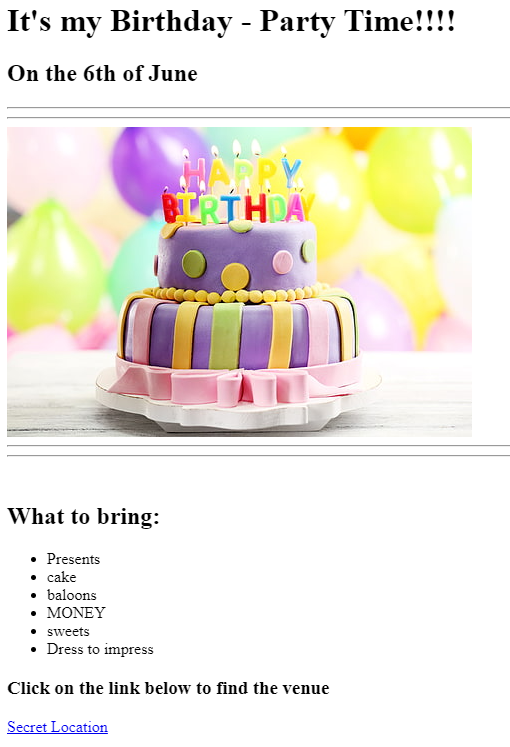 It's my Birthday - Party Time!!!!
On the 6th of June
HAPPY
BIRTHDAY
What to bring:
Presents
cake
baloons
MONEY
sweets
Dress to impress
Click on the link below to find the venue
Secret Location